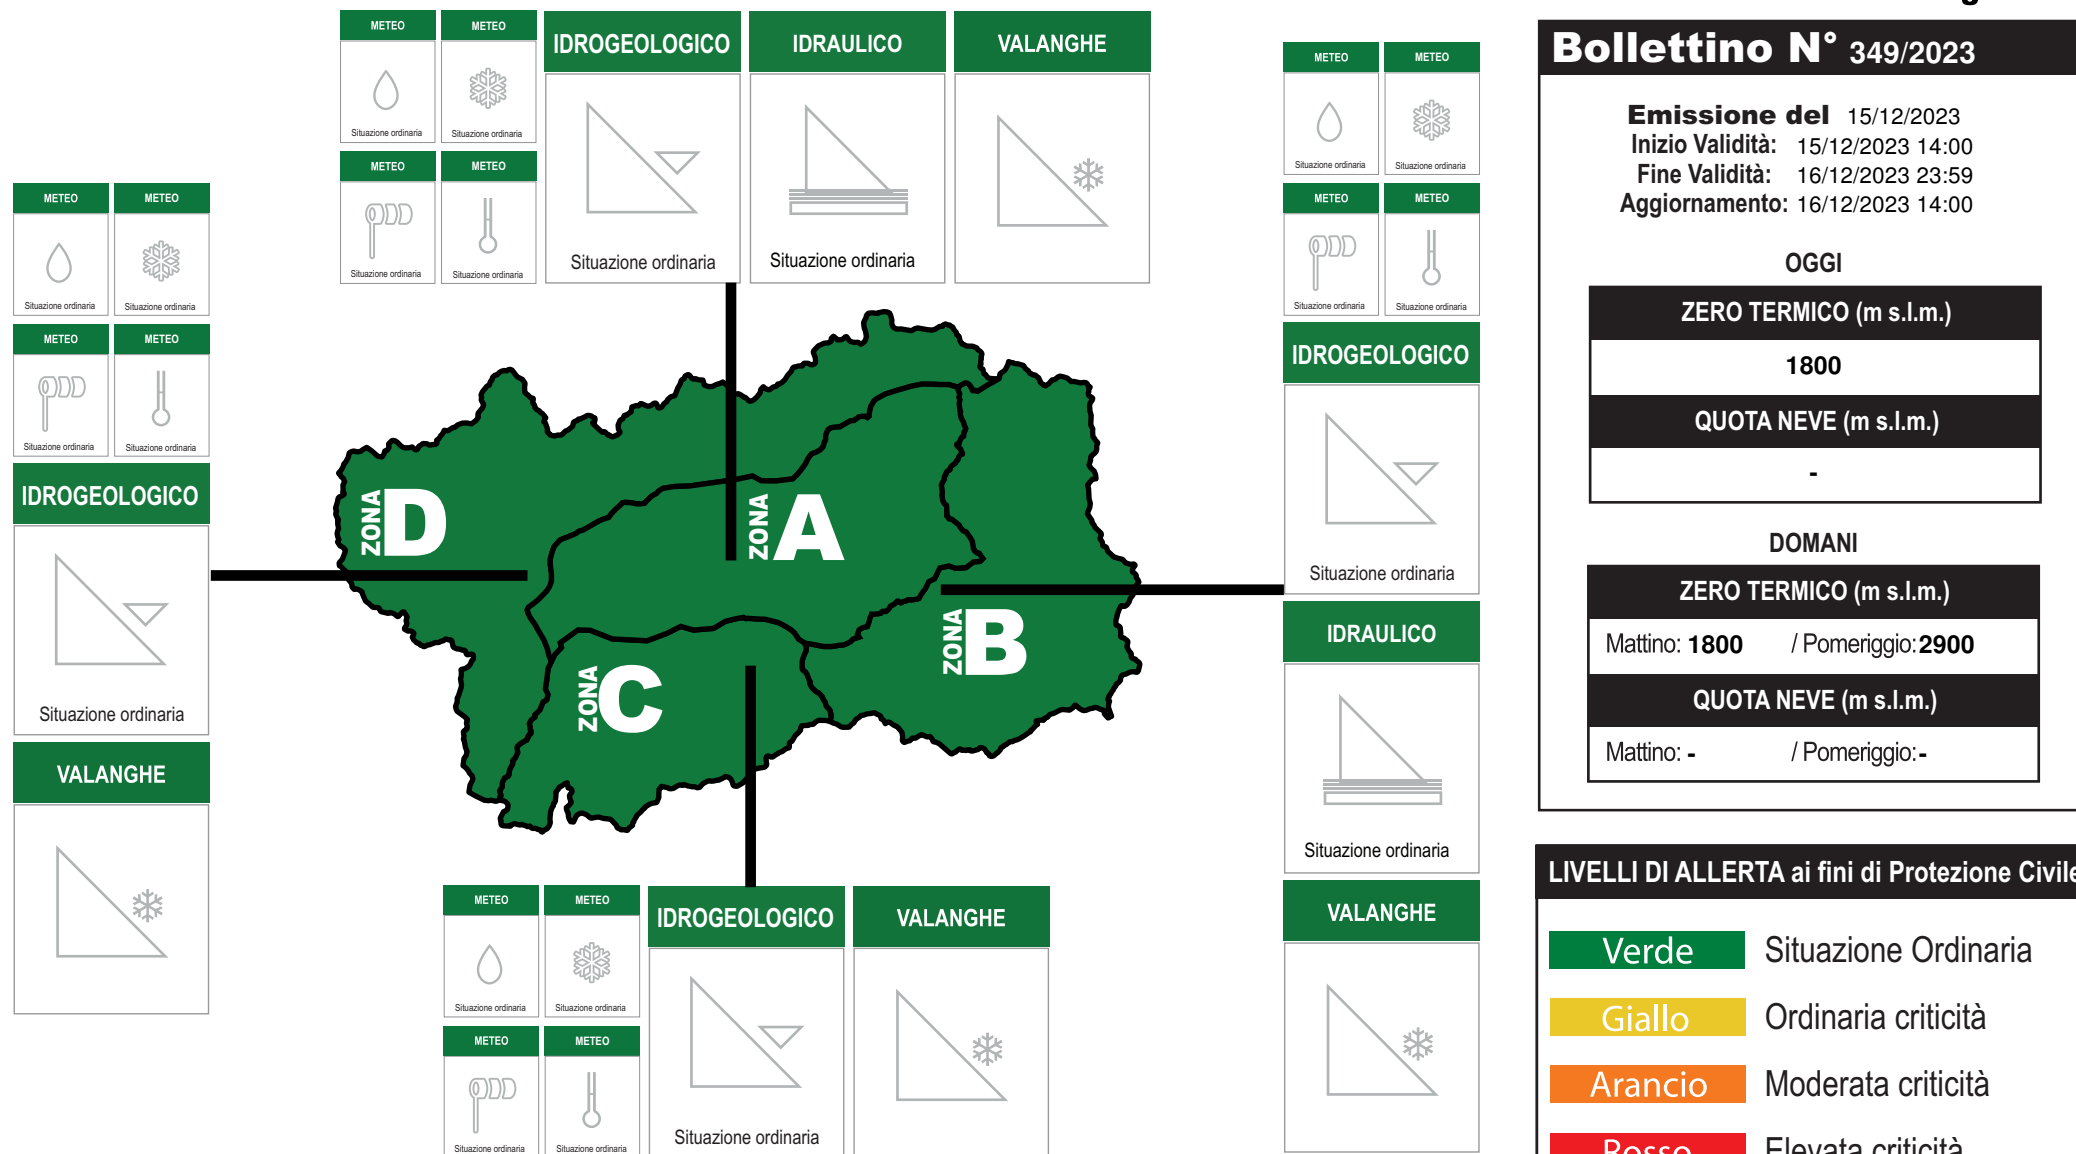 METEO
METEO
Situazione ordinaria
Situazione ordinaria
METEO
METEO
Situazione ordinaria
Situazione ordinaria
IDROGEOLOGICO
Situazione ordinaria
IDRAULICO
Situazione ordinaria
VALANGHE
METEO
METEO
Situazione ordinaria
Situazione ordinaria
METEO
METEO
Situazione ordinaria
Situazione ordinaria
IDROGEOLOGICO
Situazione ordinaria
VALANGHE
ZONA D
ZONA A
ZONA B
ZONA C
METEO
METEO
Situazione ordinaria
Situazione ordinaria
METEO
METEO
Situazione ordinaria
Situazione ordinaria
IDROGEOLOGICO
Situazione ordinaria
VALANGHE
METEO
METEO
Situazione ordinaria
Situazione ordinaria
METEO
METEO
Situazione ordinaria
Situazione ordinaria
IDROGEOLOGICO
Situazione ordinaria
IDRAULICO
Situazione ordinaria
VALANGHE
Bollettino N° 349/2023
Emissione del 15/12/2023
Inizio Validità: 15/12/2023 14:00
Fine Validità: 16/12/2023 23:59
Aggiornamento: 16/12/2023 14:00
OGGI
ZERO TERMICO (m s.l.m.)
1800
QUOTA NEVE (m s.l.m.)
-
DOMANI
ZERO TERMICO (m s.l.m.)
Mattino: 1800 / Pomeriggio: 2900
QUOTA NEVE (m s.l.m.)
Mattino: - / Pomeriggio: -
LIVELLI DI ALLERTA ai fini di Protezione Civile
Verde Situazione Ordinaria
Giallo Ordinaria criticità
Arancio Moderata criticità
Rosso Elevata criticità